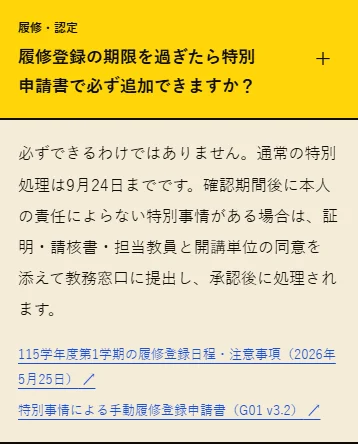 履修・認定
履修登録の期限を過ぎたら特別
申請書で必ず追加できますか？
必ずできるわけではありません。通常の特別
処理は9月24日までです。確認期間後に本人
の責任によらない特別事情がある場合は、証
明・請核書・担当教員と開講単位の同意を
添えて教務窓口に提出し、承認後に処理され
ます。
115学年度第1学期の履修登録日程・注意事項（2026年
5月25日） ↗
特別事情による手動履修登録申請書（G01 v3.2） ↗